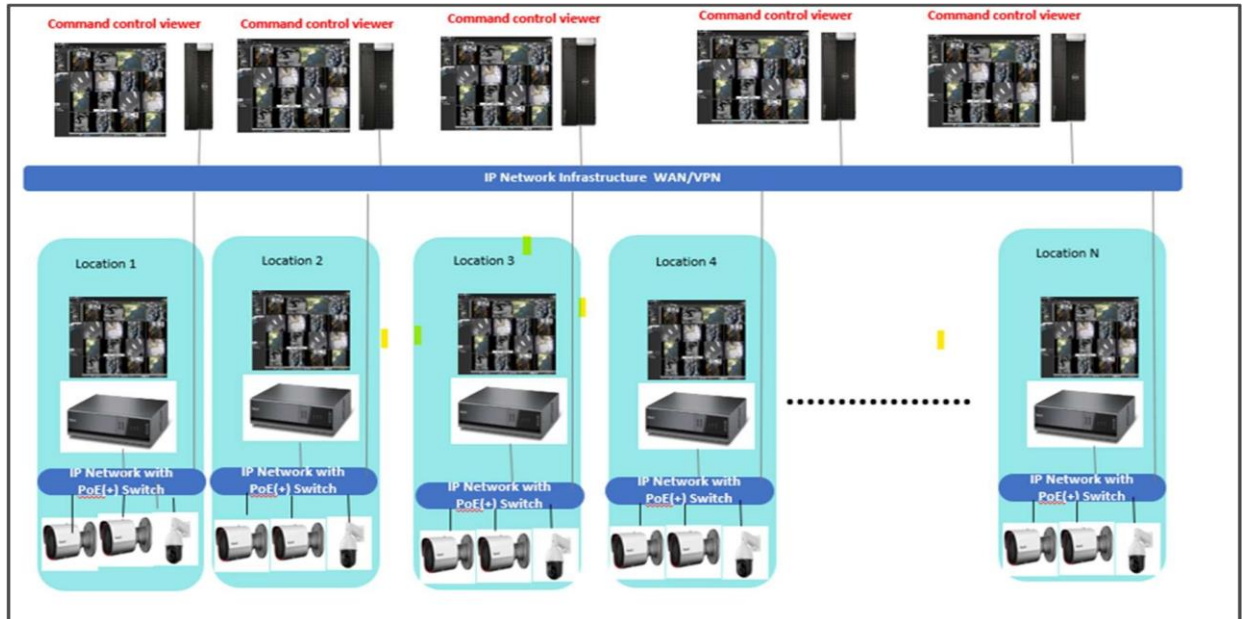 Command control viewer
Command control viewer
Command control viewer
Command control viewer
Command control viewer
IP Network Infrastructure WAN/VPN
Location 1
Location 2
Location 3
Location 4
Location N
IP Network with
PoE(+) Switch
IP Network with
PoE(+) Switch
IP Network with
PoE(+) Switch
IP Network with
PoE(+) Switch
IP Network with
PoE(+) Switch